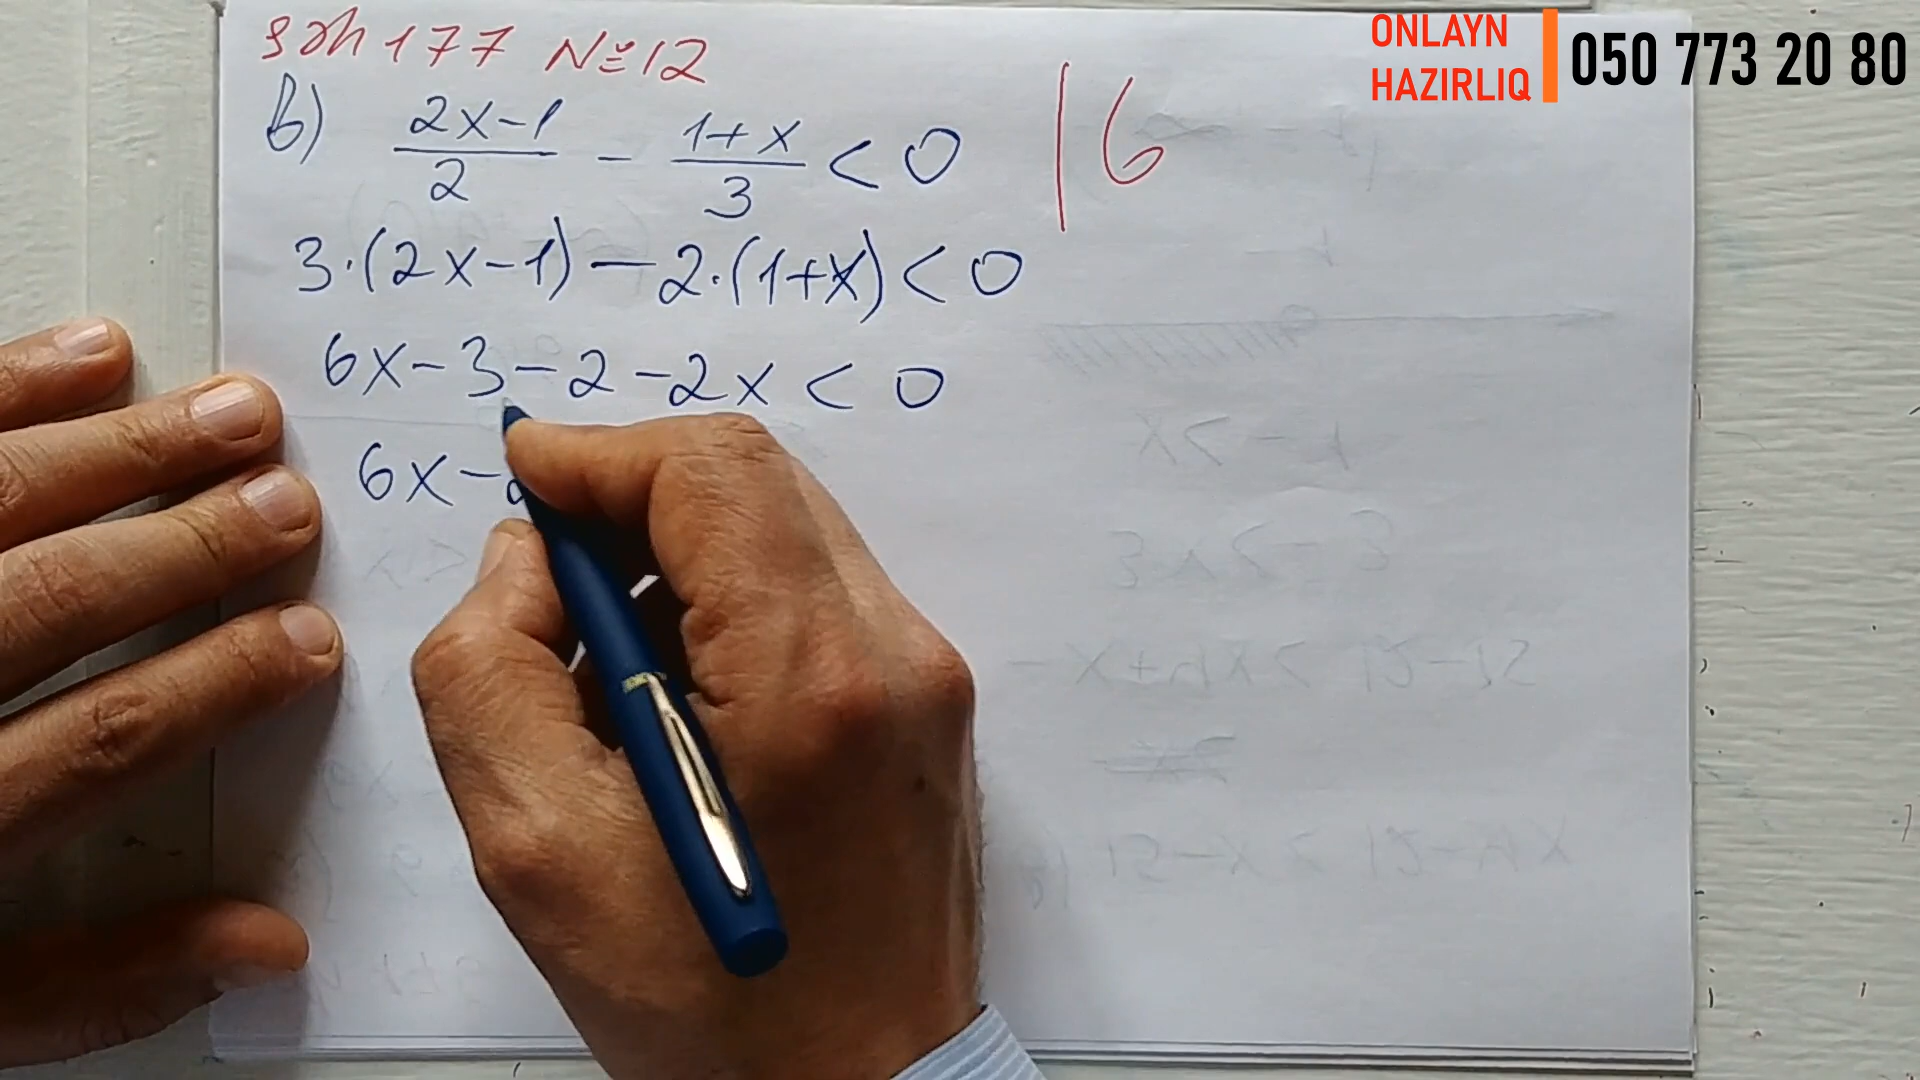 səh 177 №12
ONLAYN HAZIRLIQ 050 773 20 80
b) (2x-1)/2 - (1+x)/3 < 0 |6
3·(2x-1) - 2·(1+x) < 0
6x-3-2-2x < 0
6x-